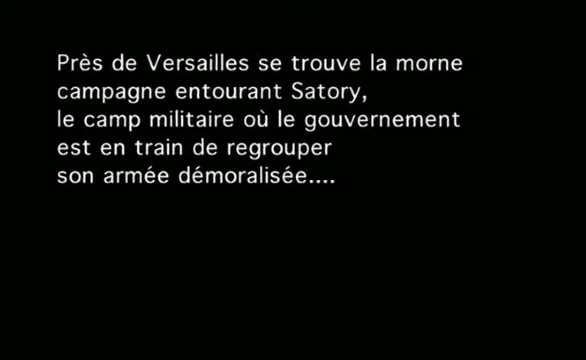 Près de Versailles se trouve la morne
campagne entourant Satory,
le camp militaire où le gouvernement
est en train de regrouper
son armée démoralisée....